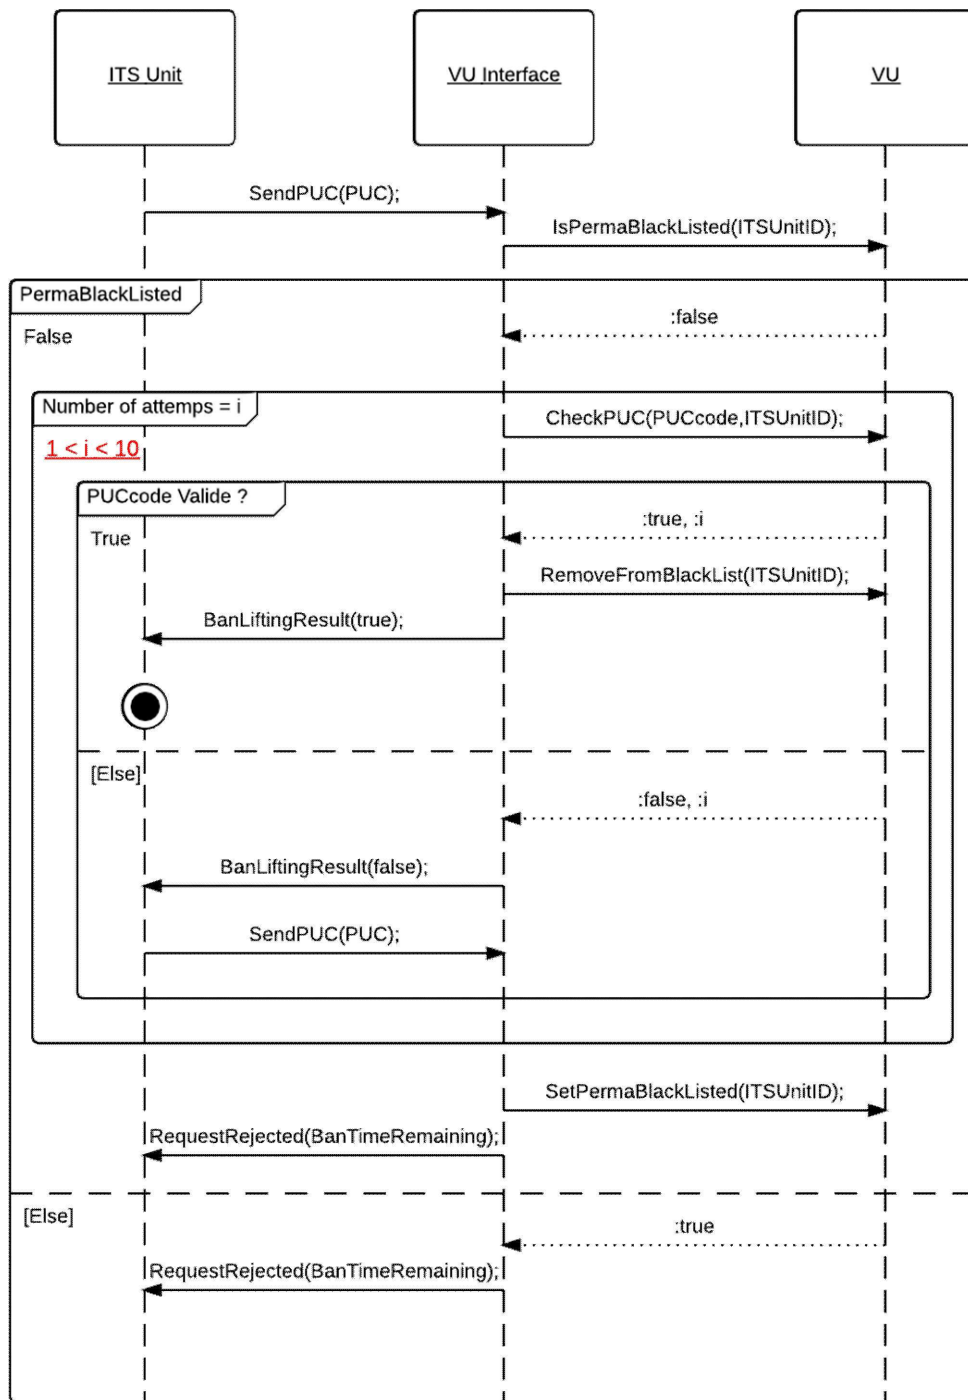 ITS Unit
VU Interface
VU
SendPUC(PUC);
IsPermaBlackListed(ITSUnitID);
PermaBlackListed
:false
False
Number of attemps = i
CheckPUC(PUCcode,ITSUnitID);
1 < i < 10
PUCcode Valide ?
:true, :i
True
RemoveFromBlackList(ITSUnitID);
BanLiftingResult(true);
[Else]
:false, :i
BanLiftingResult(false);
SendPUC(PUC);
SetPermaBlackListed(ITSUnitID);
RequestRejected(BanTimeRemaining);
[Else]
:true
RequestRejected(BanTimeRemaining);